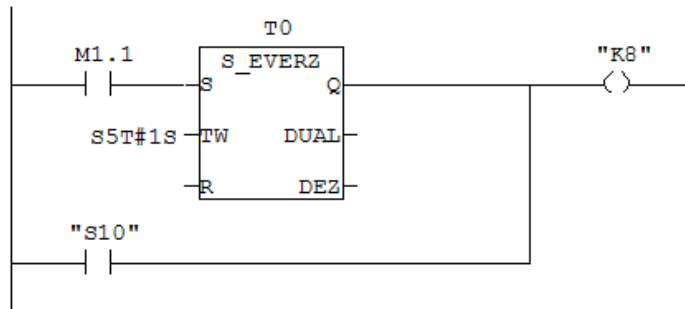 T0
M1.1
S_EVERZ
"K8"
S Q
S5T#1S TW DUAL
R DEZ
"S10"